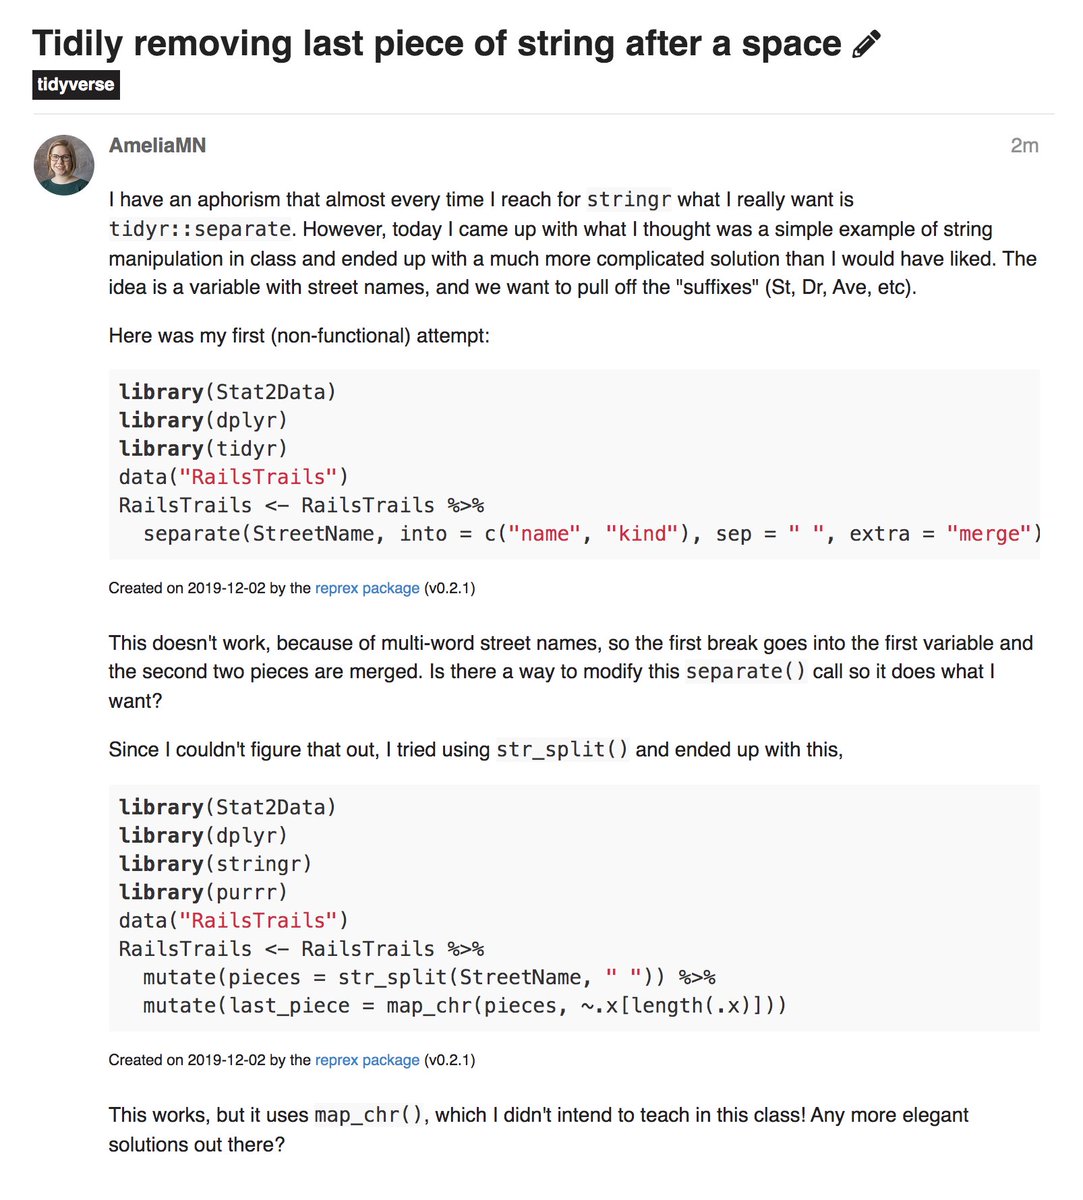 Tidily removing last piece of string after a space
tidyverse
AmeliaMN
2m
I have an aphorism that almost every time I reach for stringr what I really want is
tidyr::separate. However, today I came up with what I thought was a simple example of string
manipulation in class and ended up with a much more complicated solution than I would have liked. The
idea is a variable with street names, and we want to pull off the "suffixes" (St, Dr, Ave, etc).
Here was my first (non-functional) attempt:
library(Stat2Data)
library(dplyr)
library(tidyr)
data("RailsTrails")
RailsTrails <- RailsTrails %>%
  separate(StreetName, into = c("name", "kind"), sep = " ", extra = "merge")
Created on 2019-12-02 by the reprex package (v0.2.1)
This doesn't work, because of multi-word street names, so the first break goes into the first variable and
the second two pieces are merged. Is there a way to modify this separate() call so it does what I
want?
Since I couldn't figure that out, I tried using str_split() and ended up with this,
library(Stat2Data)
library(dplyr)
library(stringr)
library(purrr)
data("RailsTrails")
RailsTrails <- RailsTrails %>%
  mutate(pieces = str_split(StreetName, " ")) %>%
  mutate(last_piece = map_chr(pieces, ~.x[length(.x)]))
Created on 2019-12-02 by the reprex package (v0.2.1)
This works, but it uses map_chr(), which I didn't intend to teach in this class! Any more elegant
solutions out there?